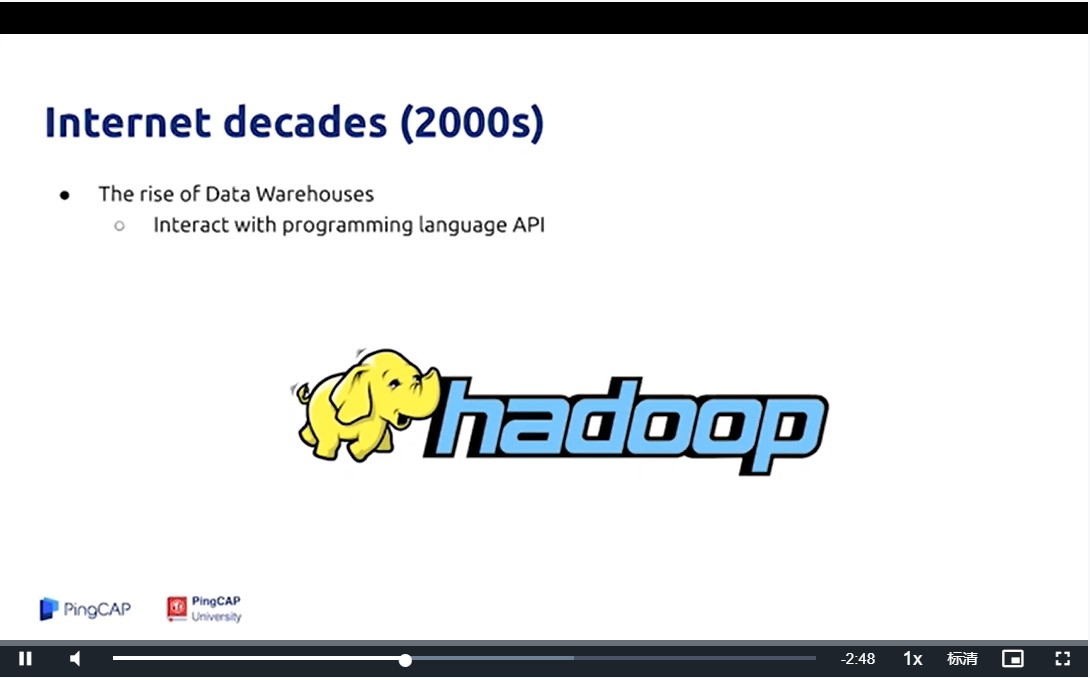 Internet decades (2000s)
The rise of Data Warehouses
Interact with programming language API
hadoop
PingCAP
PingCAP
University
-2:48
1x
标清